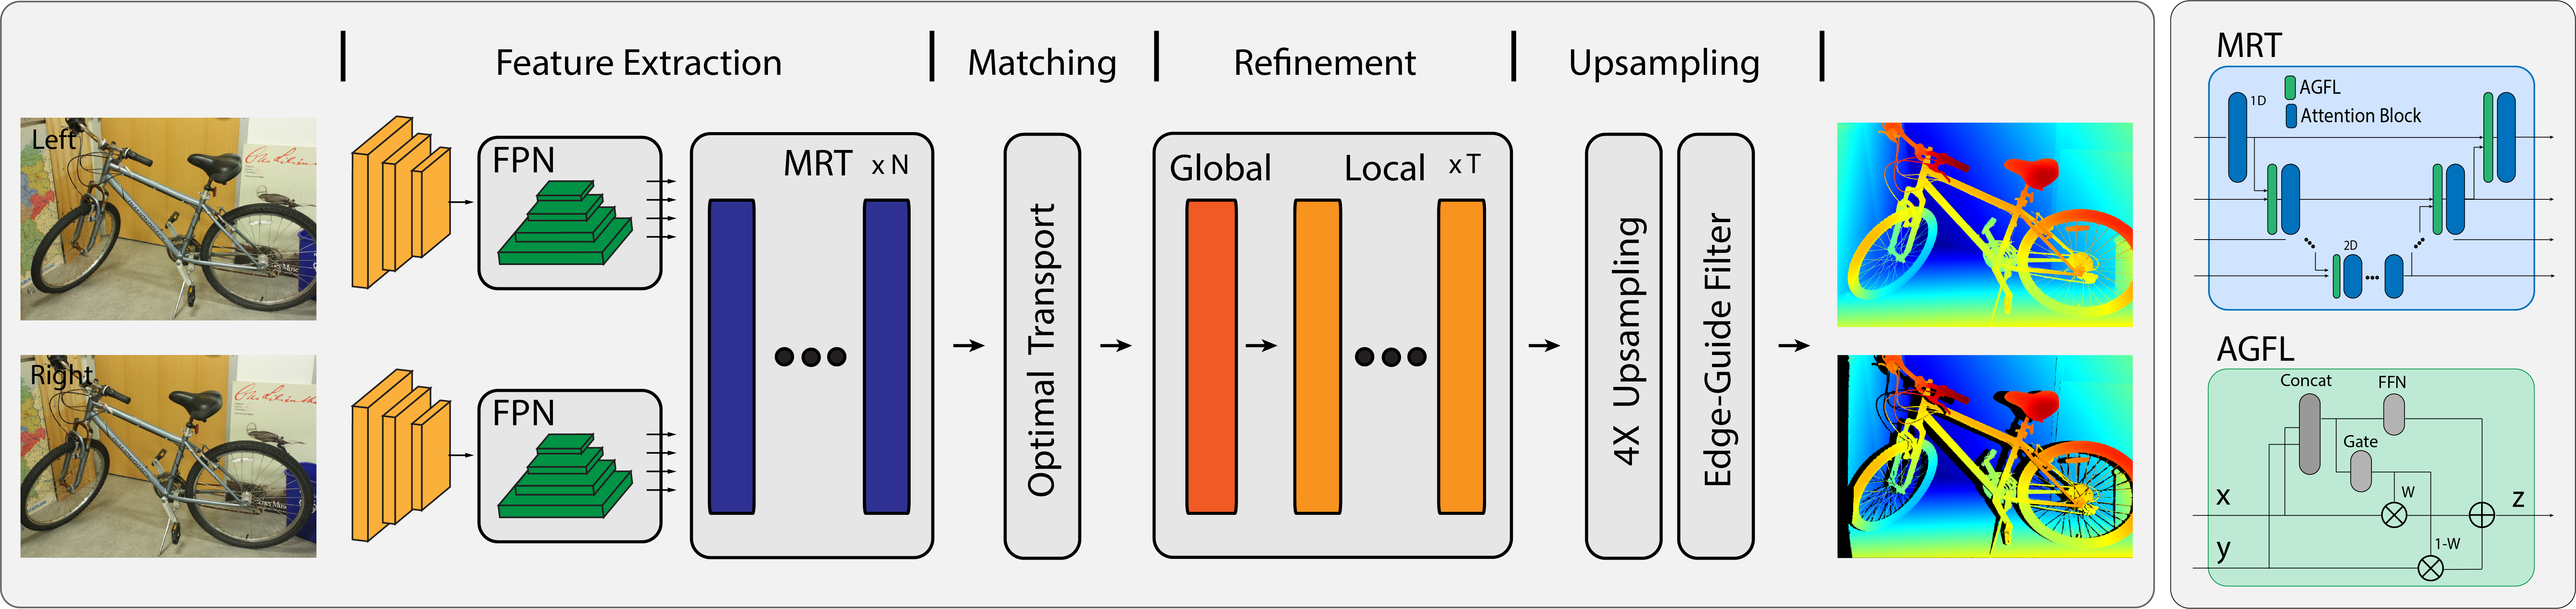 Feature Extraction
Matching
Refinement
Upsampling
Left
Right
FPN
FPN
MRT x N
Optimal Transport
Global
Local x T
4X Upsampling
Edge-Guide Filter
MRT
1D
AGFL
Attention Block
2D
AGFL
Concat
FFN
Gate
x
W
z
y
1-W